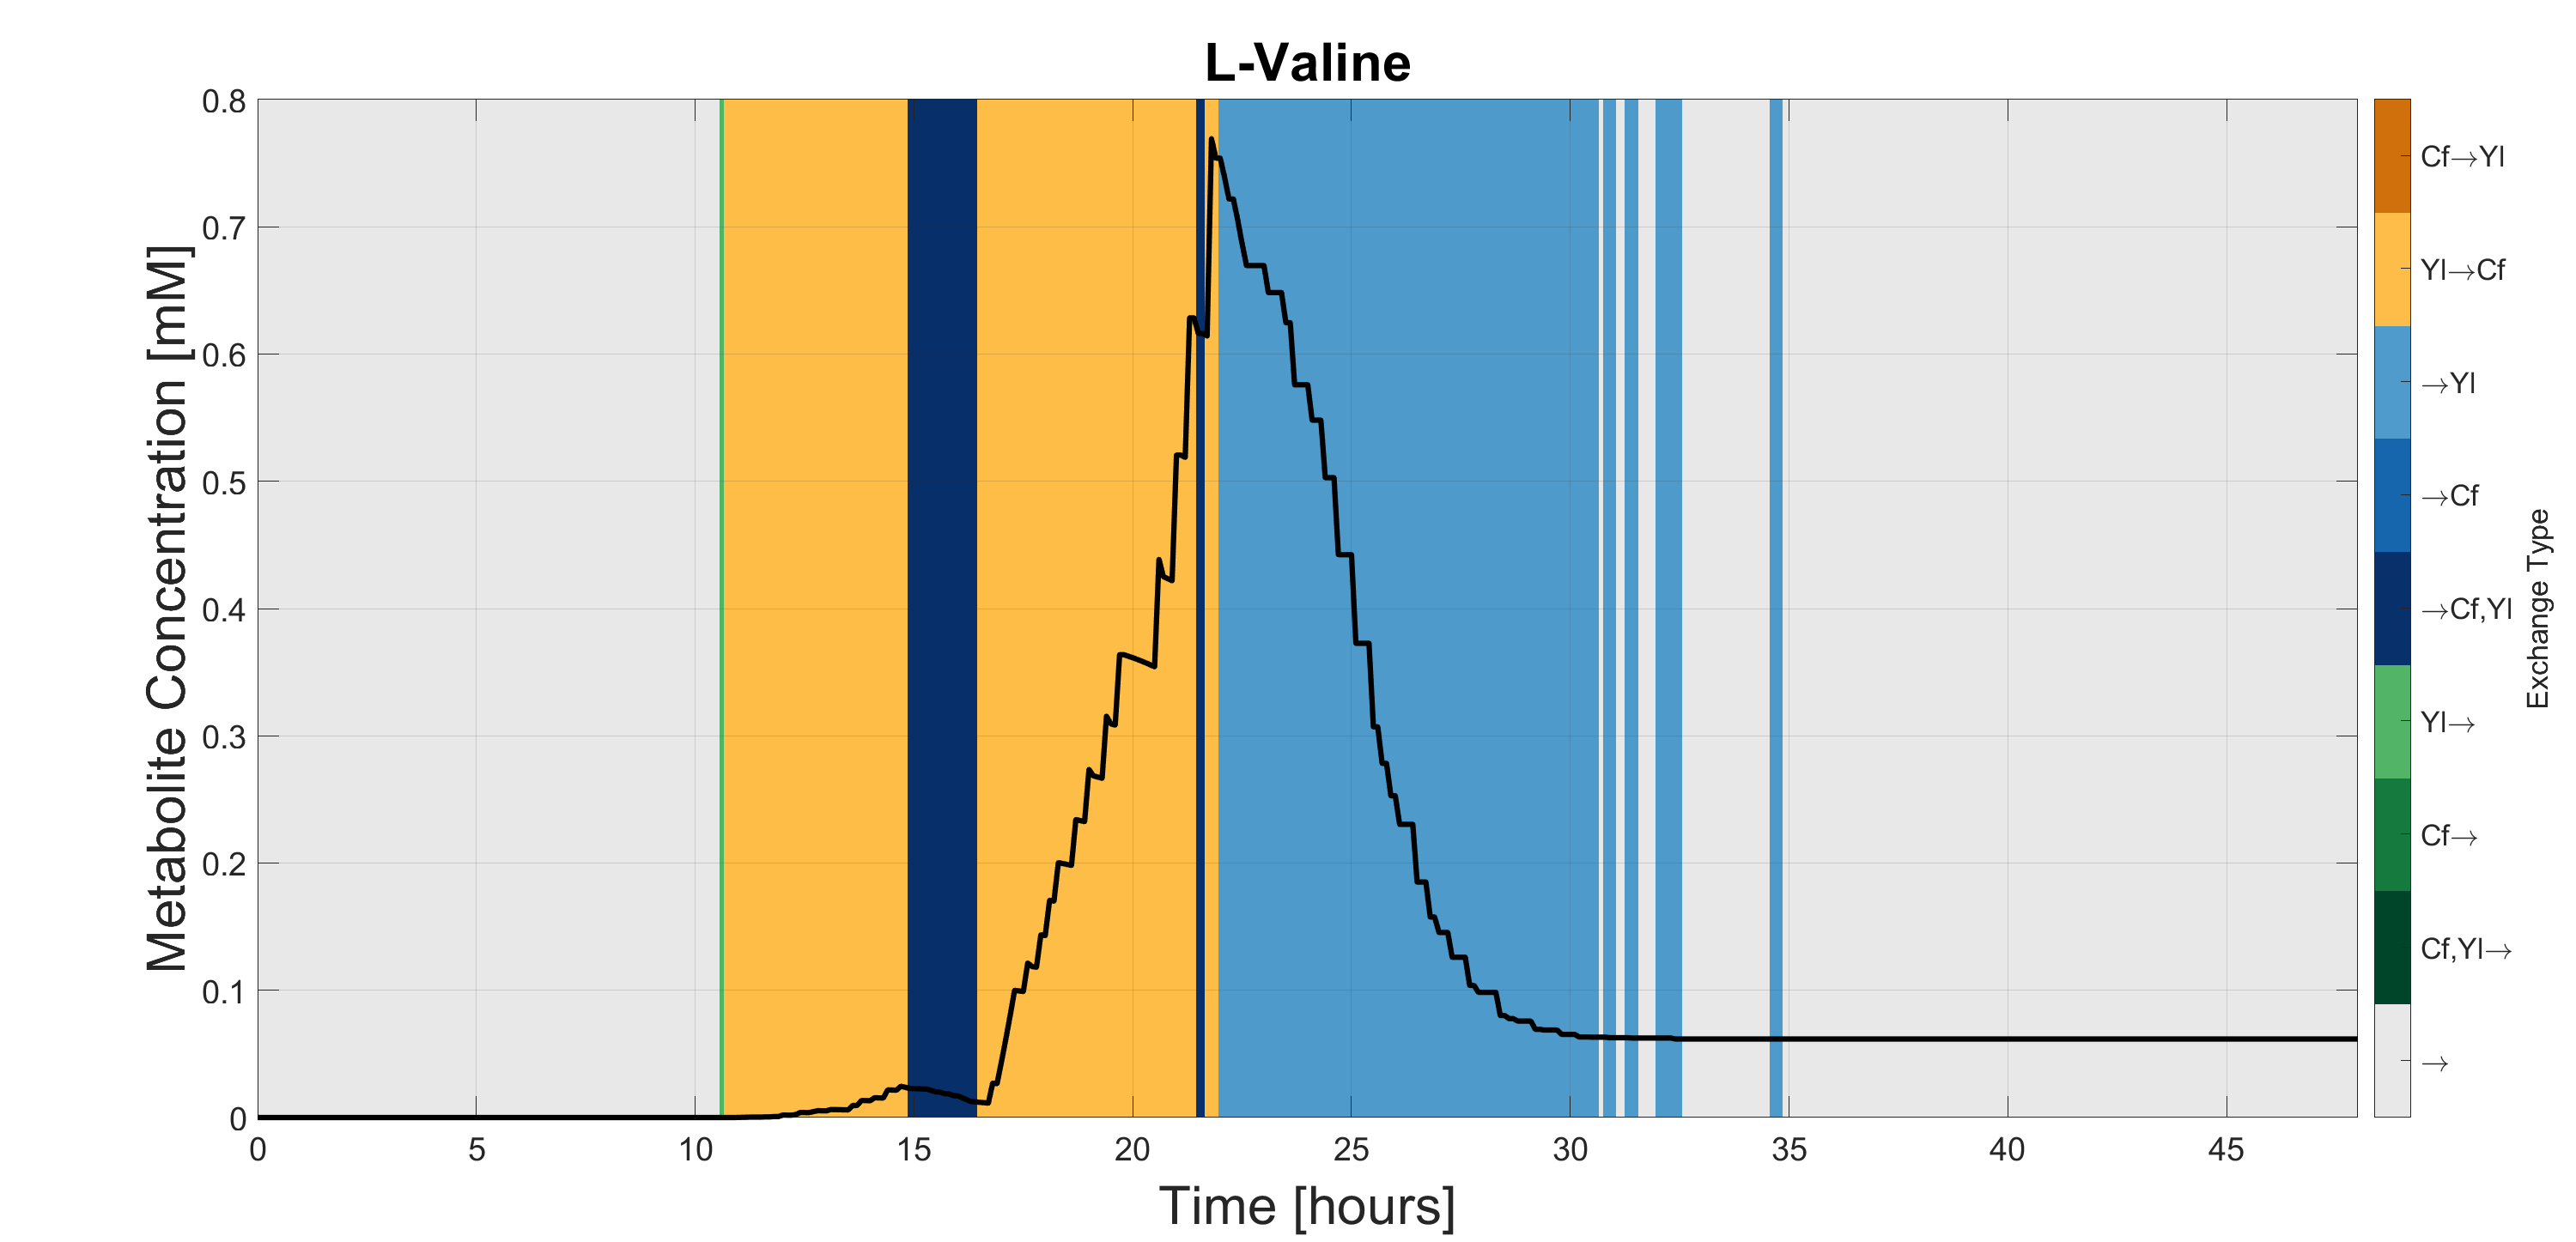 L-Valine
Metabolite Concentration [mM]
0.8
0.7
0.6
0.5
0.4
0.3
0.2
0.1
0
0 5 10 15 20 25 30 35 40 45
Time [hours]
Cf→Yl
Yl→Cf
→Yl
→Cf
→Cf,Yl
Yl→
Cf→
Cf,Yl→
→
Exchange Type